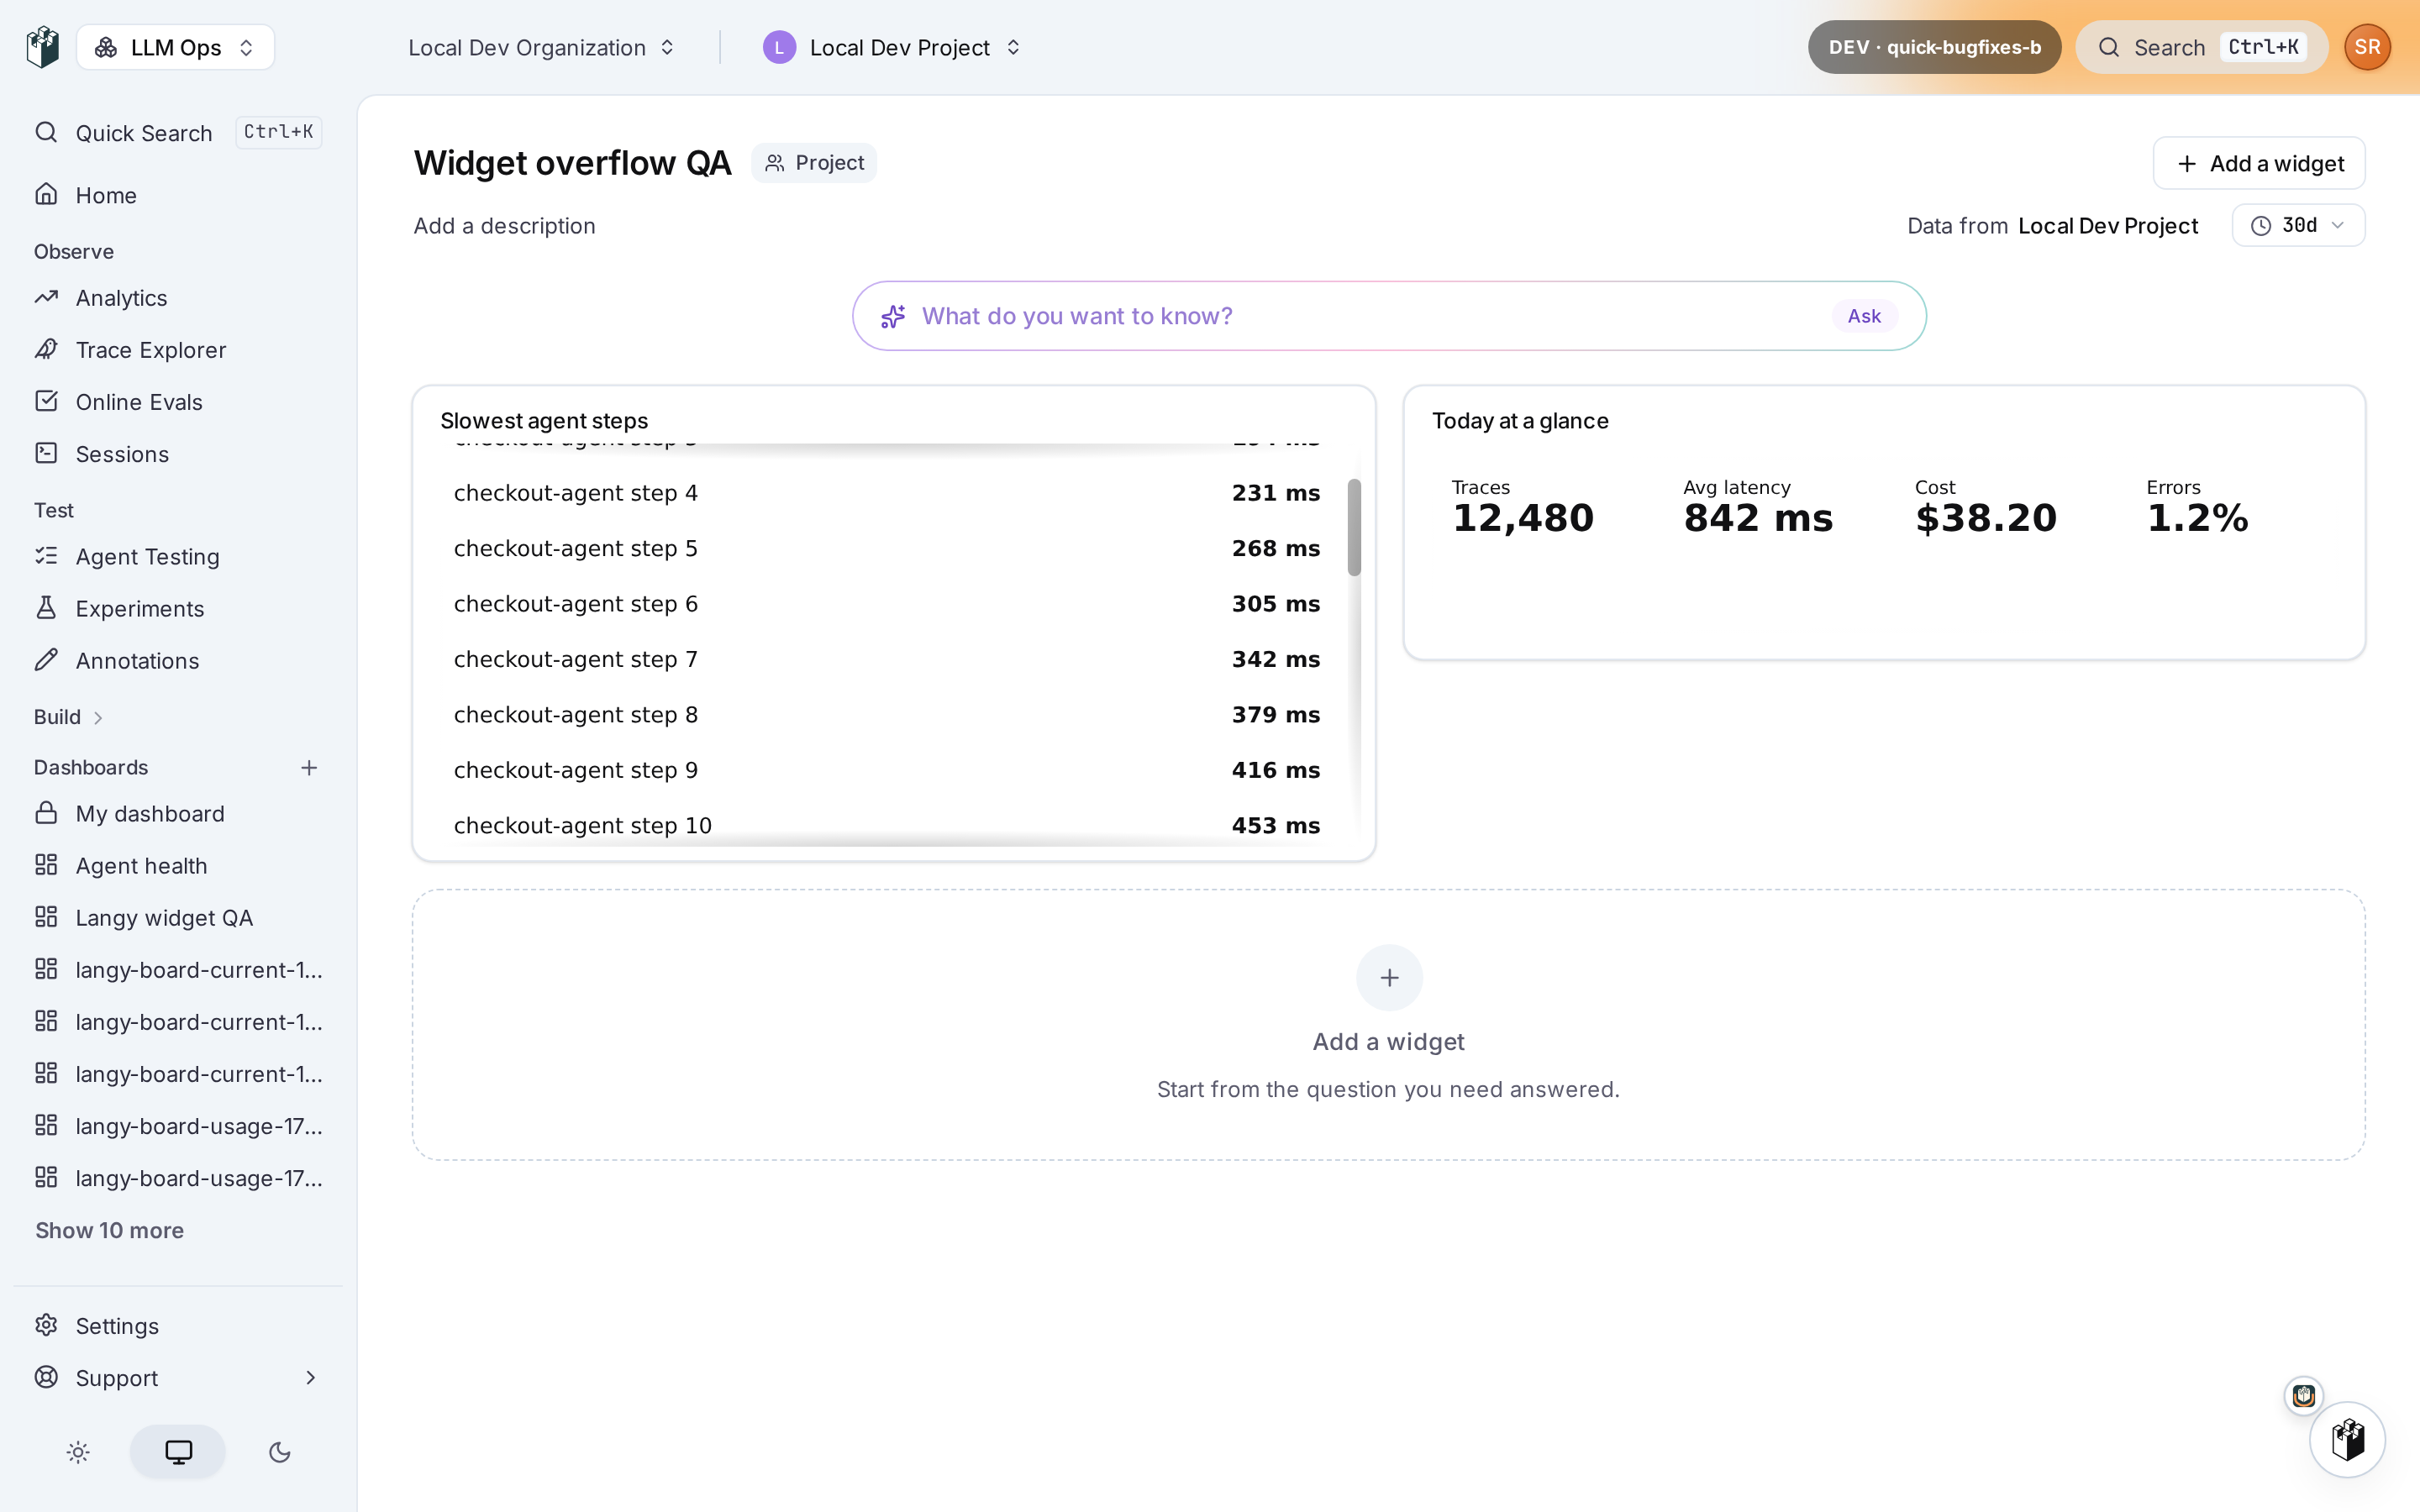 LLM Ops
Local Dev Organization
L
Local Dev Project
DEV · quick-bugfixes-b
Search Ctrl+K
SR
Quick Search Ctrl+K
Home
Observe
Analytics
Trace Explorer
Online Evals
Sessions
Test
Agent Testing
Experiments
Annotations
Build
Dashboards
My dashboard
Agent health
Langy widget QA
langy-board-current-1...
langy-board-current-1...
langy-board-current-1...
langy-board-usage-17...
langy-board-usage-17...
Show 10 more
Settings
Support
Widget overflow QA
Project
Add a widget
Add a description
Data from Local Dev Project
30d
What do you want to know?
Ask
Slowest agent steps
checkout-agent step 4 231 ms
checkout-agent step 5 268 ms
checkout-agent step 6 305 ms
checkout-agent step 7 342 ms
checkout-agent step 8 379 ms
checkout-agent step 9 416 ms
checkout-agent step 10 453 ms
Today at a glance
Traces
12,480
Avg latency
842 ms
Cost
$38.20
Errors
1.2%
Add a widget
Start from the question you need answered.